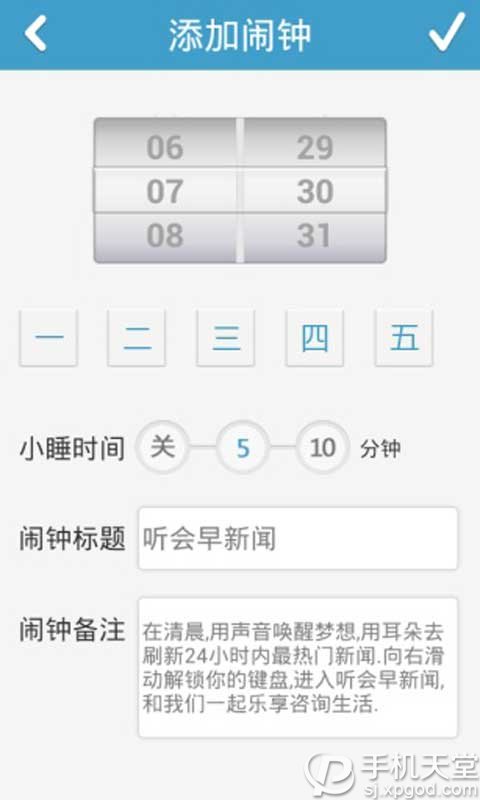 添加闹钟
06 29
07 30
08 31
一 二 三 四 五
小睡时间 关 5 10 分钟
闹钟标题 听会早新闻
闹钟备注
在清晨,用声音唤醒梦想,用耳朵去
刷新24小时内最热门新闻.向右滑
动解锁你的键盘,进入听会早新闻,
和我们一起乐享咨询生活.
手机天堂
sj.xpgod.com